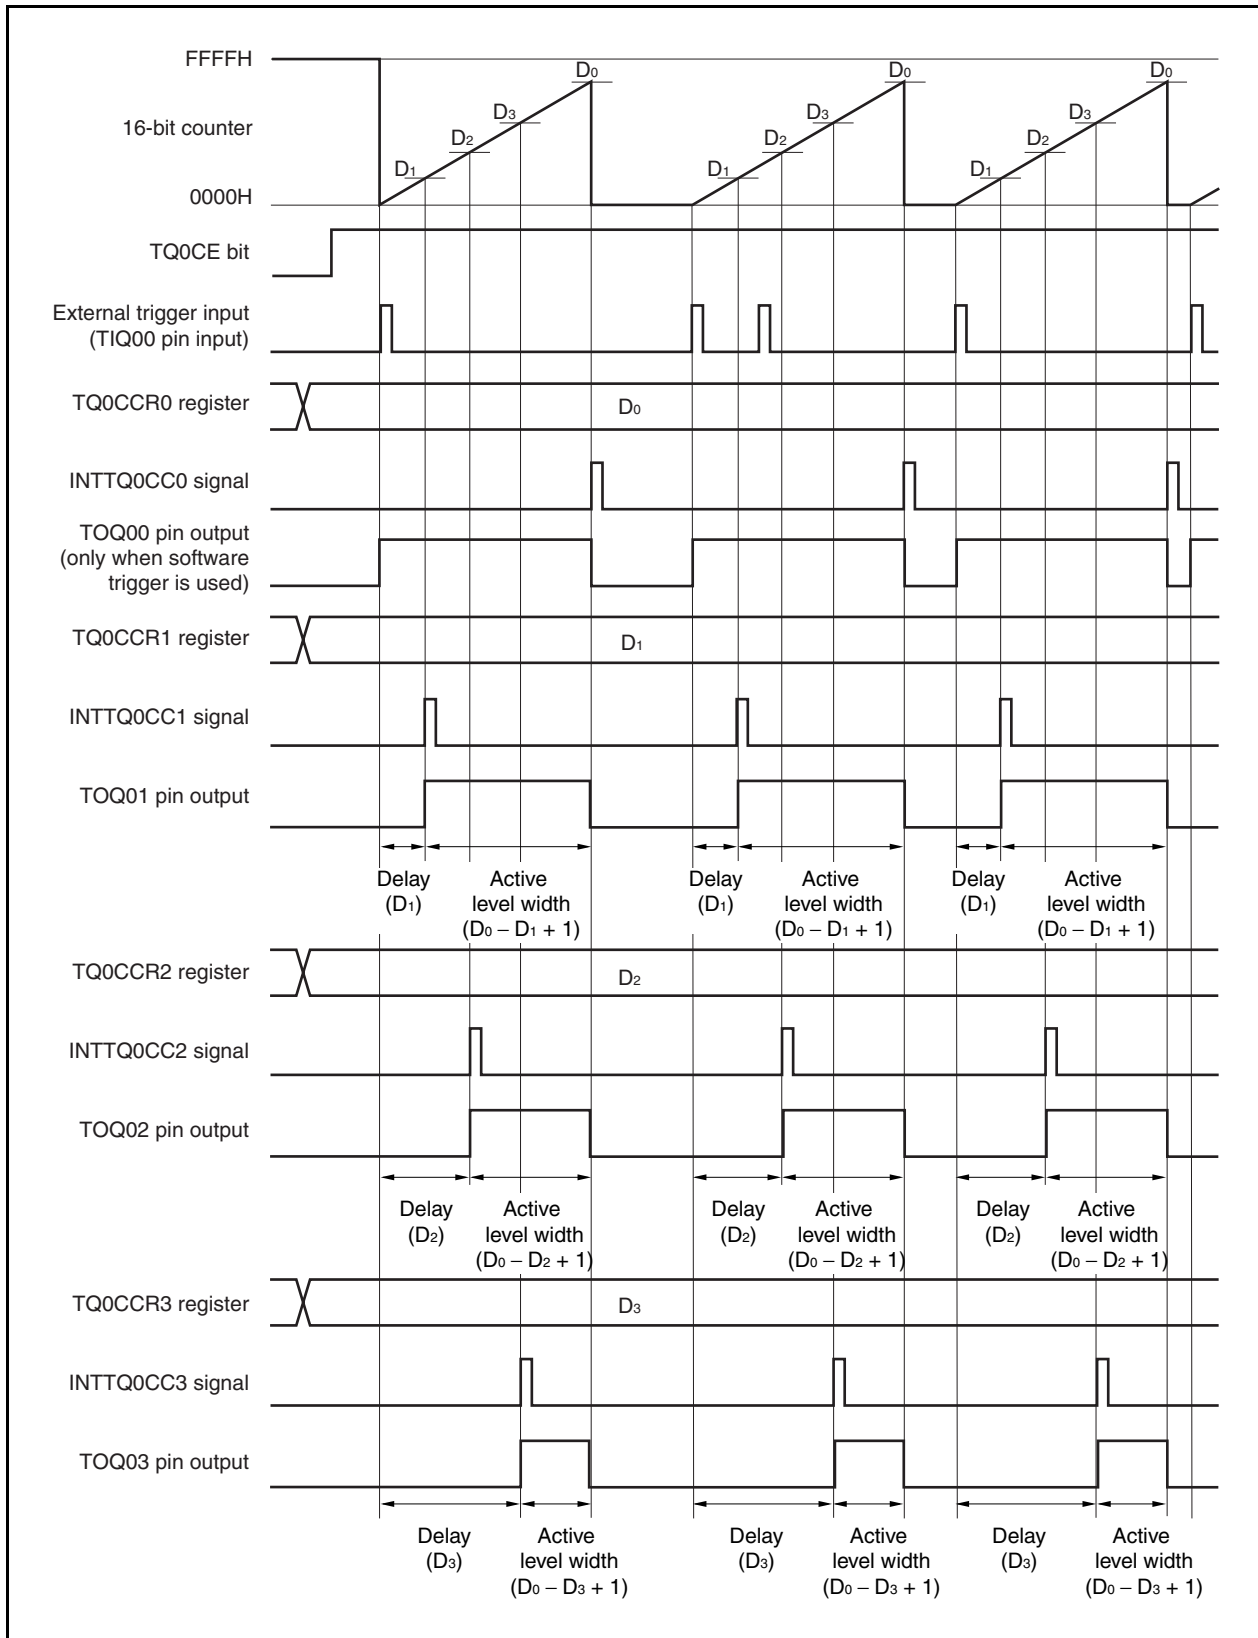 FFFFH
D0 D0 D0
D3 D3 D3
16-bit counter
D2 D2 D2
D1 D1 D1
0000H
TQ0CE bit
External trigger input
(TIQ00 pin input)
TQ0CCR0 register
D0
INTTQ0CC0 signal
TOQ00 pin output
(only when software
trigger is used)
TQ0CCR1 register
D1
INTTQ0CC1 signal
TOQ01 pin output
Delay Active Delay Active Delay Active
(D1) level width (D1) level width (D1) level width
(D0 – D1 + 1) (D0 – D1 + 1) (D0 – D1 + 1)
TQ0CCR2 register
D2
INTTQ0CC2 signal
TOQ02 pin output
Delay Active Delay Active Delay Active
(D2) level width (D2) level width (D2) level width
(D0 – D2 + 1) (D0 – D2 + 1) (D0 – D2 + 1)
TQ0CCR3 register
D3
INTTQ0CC3 signal
TOQ03 pin output
Delay Active Delay Active Delay Active
(D3) level width (D3) level width (D3) level width
(D0 – D3 + 1) (D0 – D3 + 1) (D0 – D3 + 1)